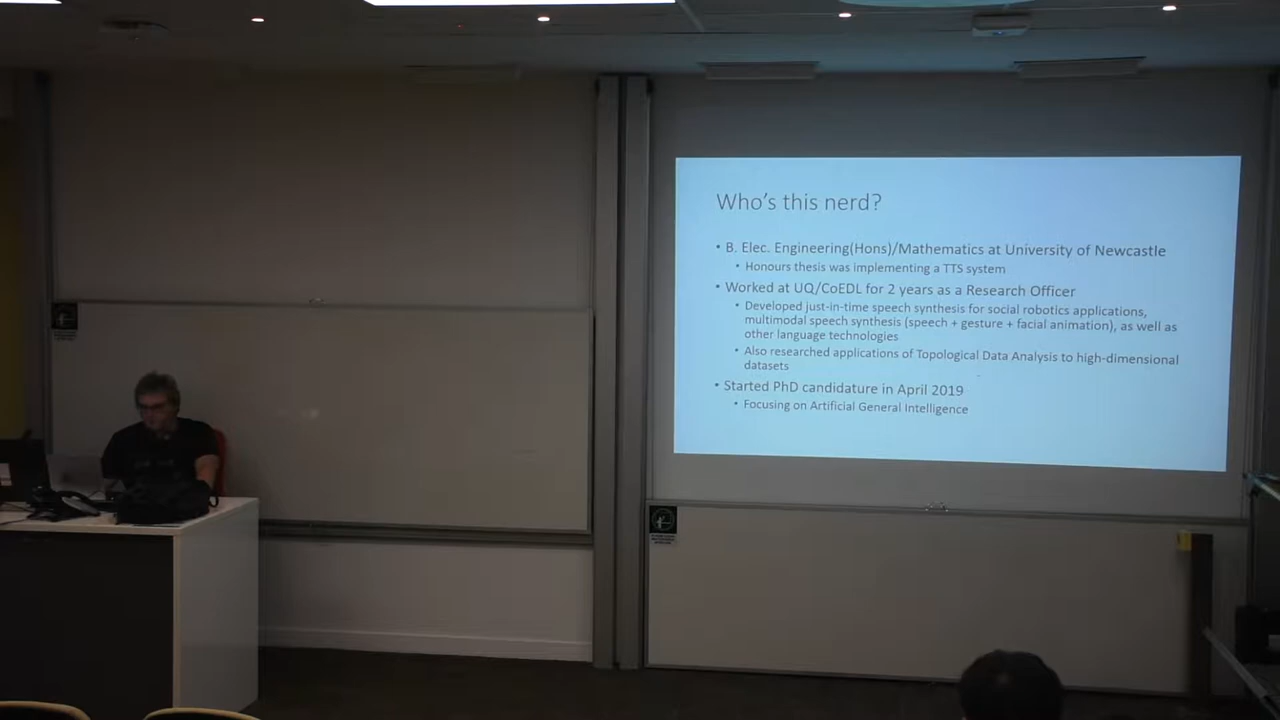 Who's this nerd?
• B. Elec. Engineering(Hons)/Mathematics at University of Newcastle
• Honours thesis was implementing a TTS system
• Worked at UQ/CoEDL for 2 years as a Research Officer
• Developed just-in-time speech synthesis for social robotics applications,
multimodal speech synthesis (speech + gesture + facial animation), as well as
other language technologies
• Also researched applications of Topological Data Analysis to high-dimensional
datasets
• Started PhD candidature in April 2019
• Focusing on Artificial General Intelligence